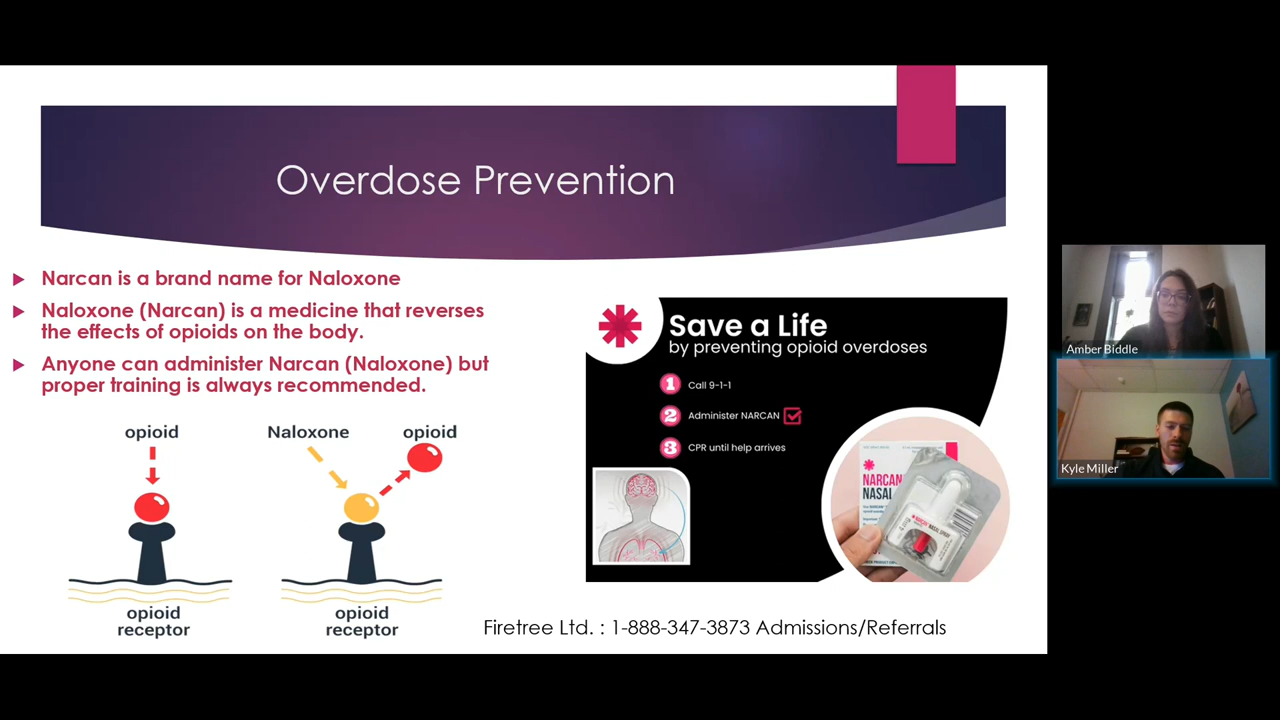 Overdose Prevention
Narcan is a brand name for Naloxone
Naloxone (Narcan) is a medicine that reverses
the effects of opioids on the body.
Anyone can administer Narcan (Naloxone) but
proper training is always recommended.
opioid
opioid
receptor
Naloxone
opioid
opioid
receptor
Save a Life
by preventing opioid overdoses
1 Call 9-1-1
2 Administer NARCAN
3 CPR until help arrives
NARCAN
NASAL
NARCAN NASAL SPRAY
Firetree Ltd. : 1-888-347-3873 Admissions/Referrals
Amber Biddle
Kyle Miller